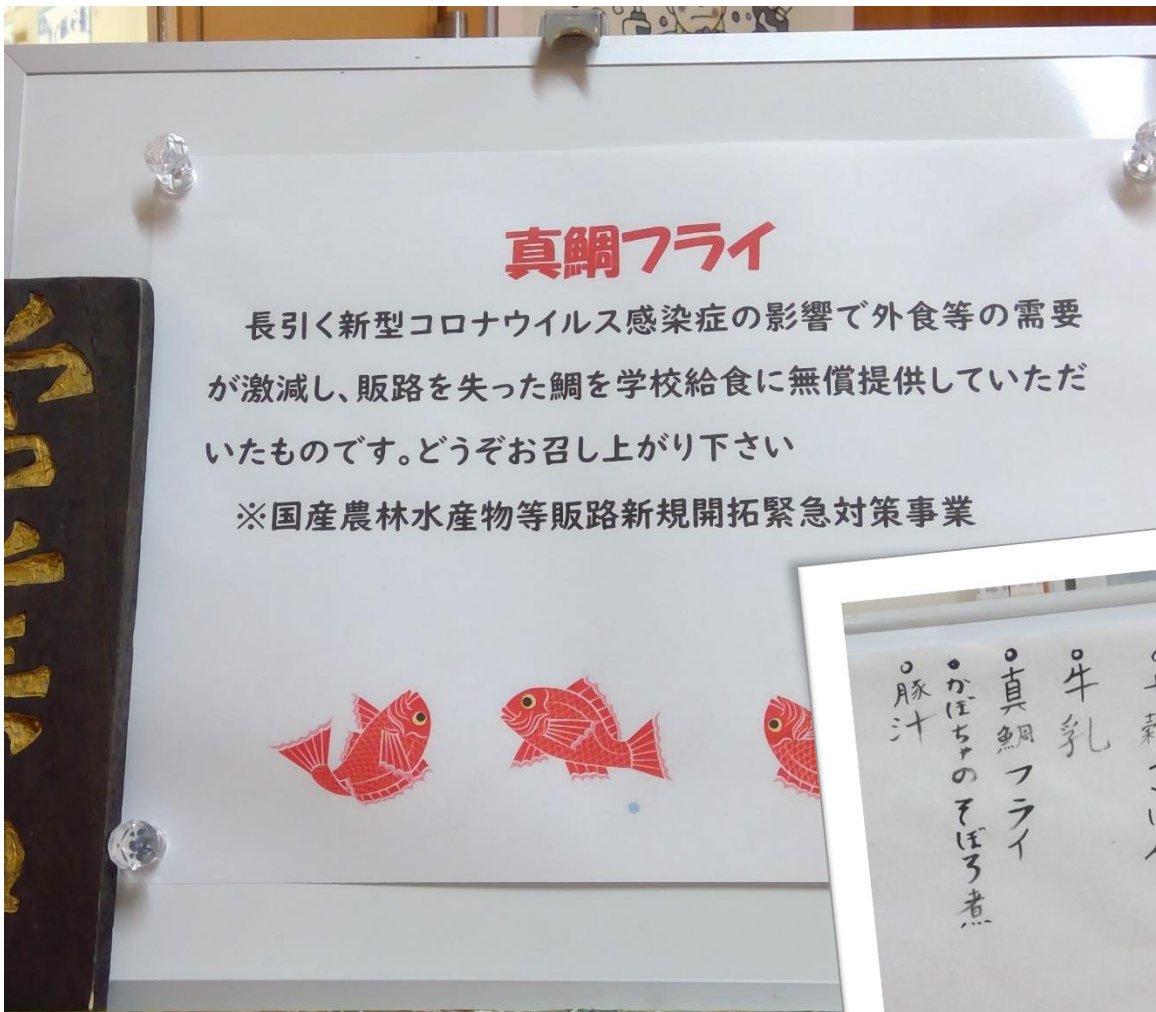 真鯛フライ
長引く新型コロナウイルス感染症の影響で外食等の需要
が激減し、販路を失った鯛を学校給食に無償提供していただ
いたものです。どうぞお召し上がり下さい
※国産農林水産物等販路新規開拓緊急対策事業
牛乳
真鯛フライ
かぼちゃのそぼろ煮
豚汁